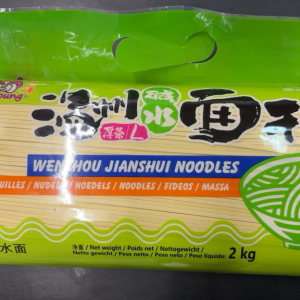 oung
温州碱水面
WENZHOU JIANSHUI NOODLES
UILLES / NUDELN / NOEDELS / NOODLES / FIDEOS / MASSA
水面
净重 / Net weight / Poids net / Nettogewicht /
Netto gewicht / Peso netto / Peso neto / Peso líquido: 2 kg